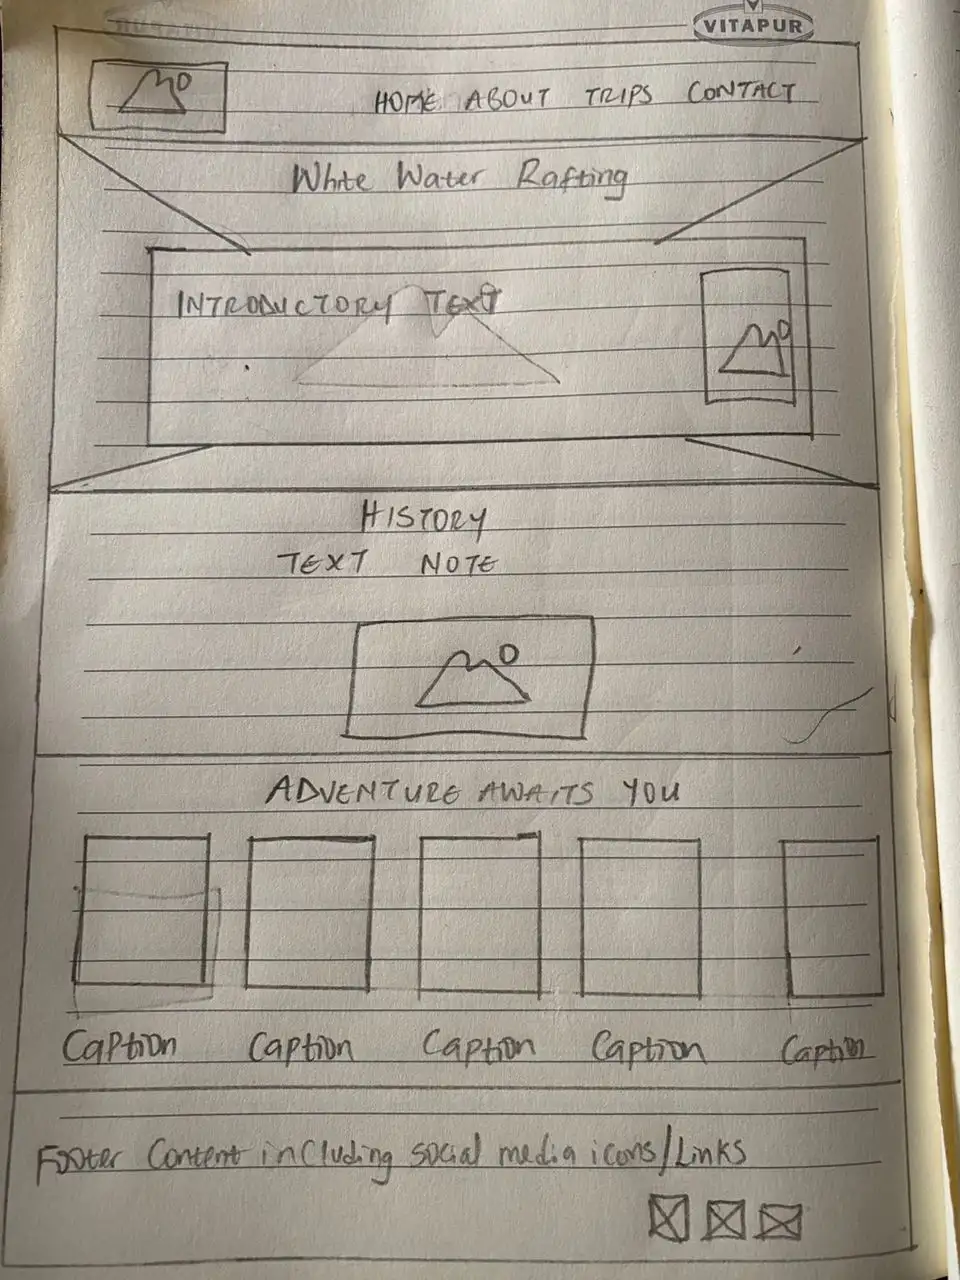 VITAPUR
HOME ABOUT TRIPS CONTACT
White Water Rafting
INTRODUCTORY TEXT
HISTORY
TEXT NOTE
ADVENTURE AWAITS YOU
Caption Caption Caption Caption Caption
Footer Content including social media icons/Links